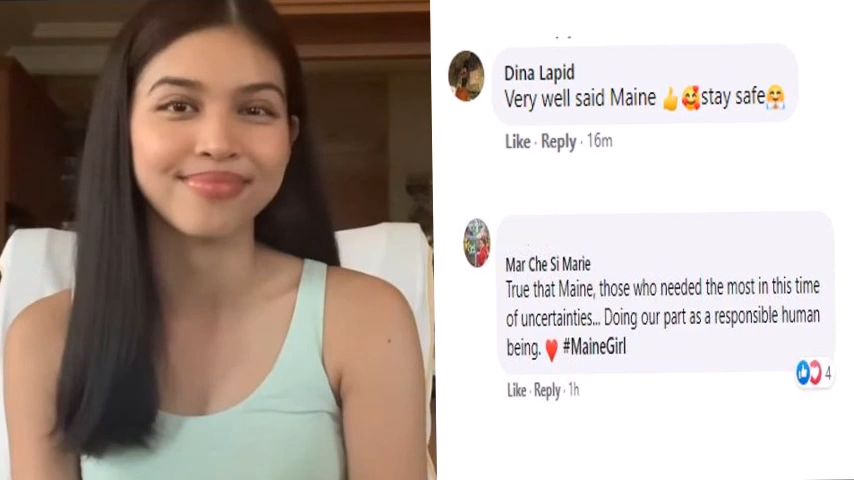 Dina Lapid
Very well said Maine 👍🥰stay safe🤗
Like · Reply · 16m
Mar Che Si Marie
True that Maine, those who needed the most in this time
of uncertainties... Doing our part as a responsible human
being. ❤️ #MaineGirl
4
Like · Reply · 1h